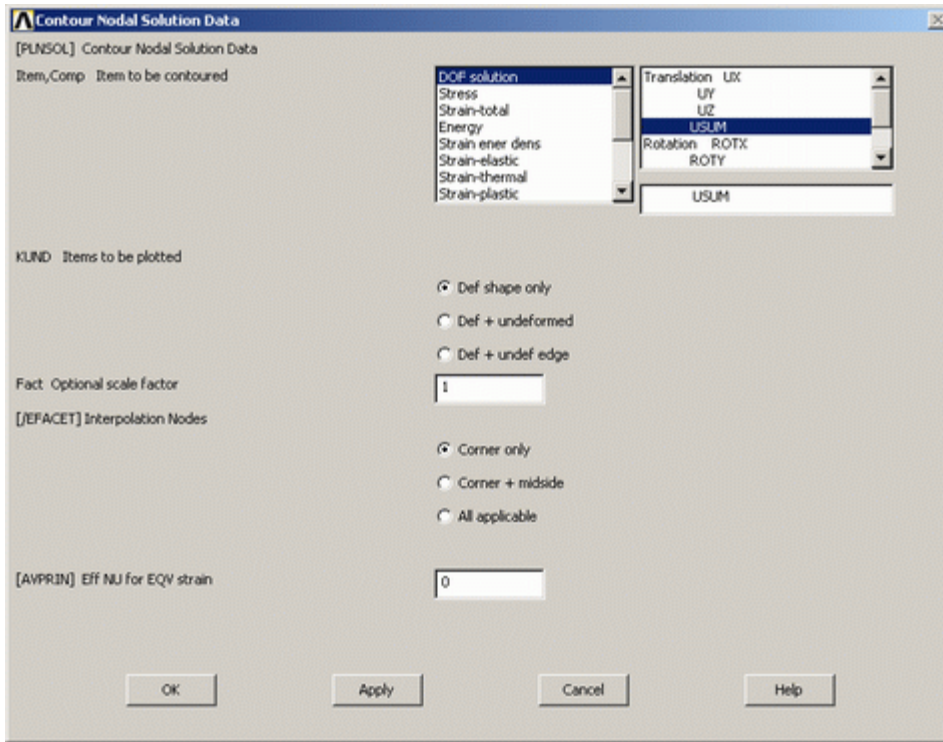 Contour Nodal Solution Data
[PLNSOL] Contour Nodal Solution Data
Item,Comp Item to be contoured
DOF solution
Stress
Strain-total
Energy
Strain ener dens
Strain-elastic
Strain-thermal
Strain-plastic
Translation UX
UY
UZ
USUM
Rotation ROTX
ROTY
USUM
KUND Items to be plotted
Def shape only
Def + undeformed
Def + undef edge
Fact Optional scale factor
1
[/EFACET] Interpolation Nodes
Corner only
Corner + midside
All applicable
[AVPRIN] Eff NU for EQV strain
0
OK Apply Cancel Help